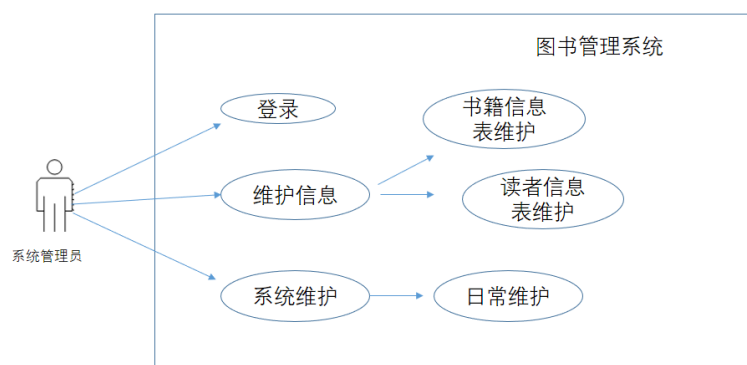 图书管理系统
登录
书籍信息
表维护
维护信息
读者信息
表维护
系统管理员
系统维护
日常维护